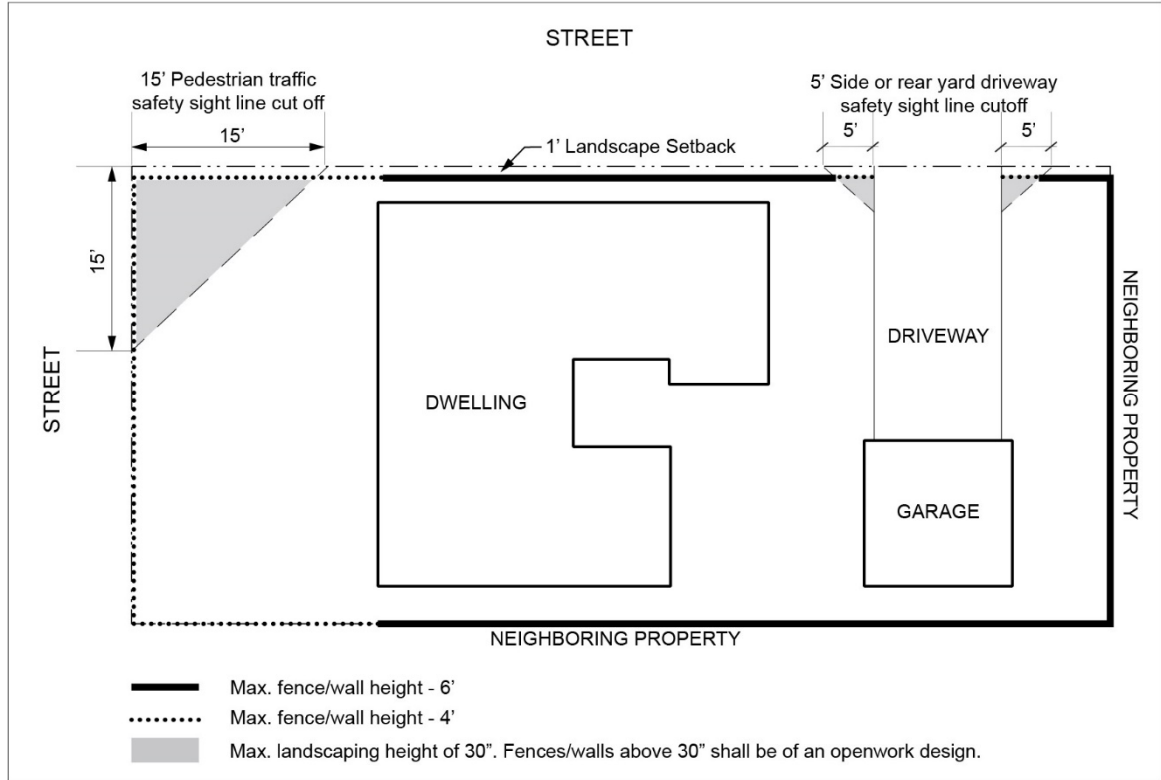 STREET
15’ Pedestrian traffic
safety sight line cut off
15’
5’ Side or rear yard driveway
safety sight line cutoff
5’
5’
1’ Landscape Setback
15’
STREET
DWELLING
DRIVEWAY
GARAGE
NEIGHBORING PROPERTY
NEIGHBORING PROPERTY
Max. fence/wall height - 6’
Max. fence/wall height - 4’
Max. landscaping height of 30”. Fences/walls above 30” shall be of an openwork design.